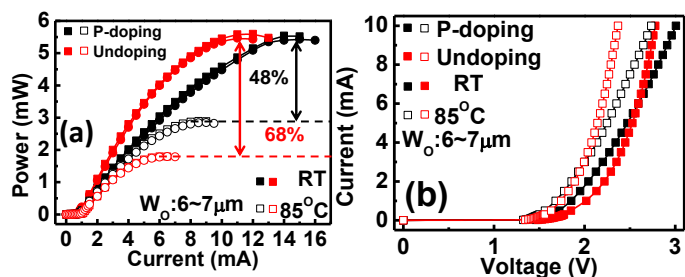 6
5
4
3
2
1
0
Power (mW)
P-doping
Undoping
48%
68%
(a)
RT
W_O:6~7μm
85°C
0 2 4 6 8 10 12 14 16
Current (mA)
10
8
6
4
2
0
Current (mA)
P-doping
Undoping
RT
85°C
W_O:6~7μm
(b)
0 1 2 3
Voltage (V)